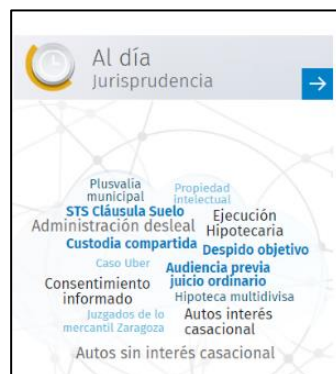 Al día
Jurisprudencia
Plusvalía
municipal
Propiedad
intelectual
STS Cláusula Suelo
Ejecución
Hipotecaria
Administración desleal
Custodia compartida
Despido objetivo
Caso Uber
Audiencia previa
juicio ordinario
Consentimiento
informado
Hipoteca multidivisa
Juzgados de lo
mercantil Zaragoza
Autos interés
casacional
Autos sin interés casacional